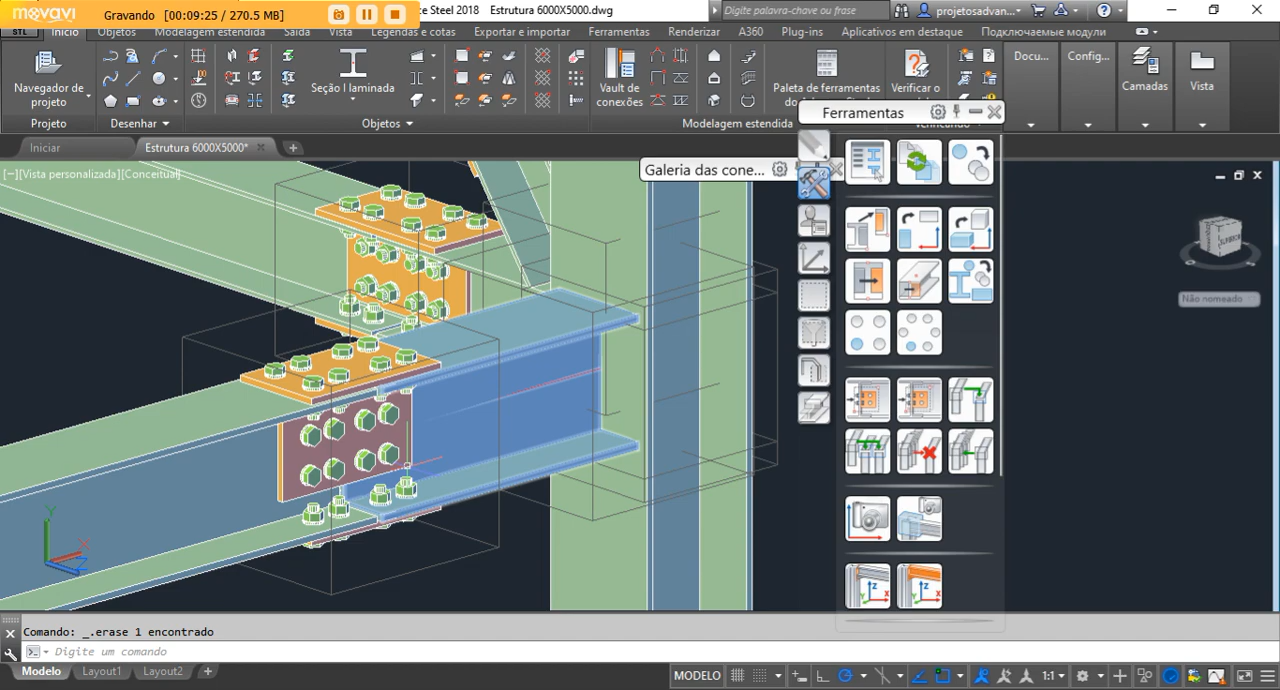 movavi
Gravando [00:09:25 / 270.5 MB]
ce Steel 2018 Estrutura 6000X5000.dwg
Digite palavra-chave ou frase
projetosadvan...
STL
Início Objetos Modelagem estendida Saída Vista Legendas e cotas Exportar e importar Ferramentas Renderizar A360 Plug-ins Aplicativos em destaque Подключаемые модули
Navegador de
projeto
Seção I laminada
Vault de
conexões
Paleta de ferramentas
Verificar o
Docu...
Config...
Camadas
Vista
Projeto
Desenhar
Objetos
Modelagem estendida
Ferramentas
Iniciar
Estrutura 6000X5000*
[−][Vista personalizada][Conceitual]
Galeria das cone...
Não nomeado
Y
X
Z
Comando: _.erase 1 encontrado
Digite um comando
Modelo Layout1 Layout2 +
MODELO
1:1